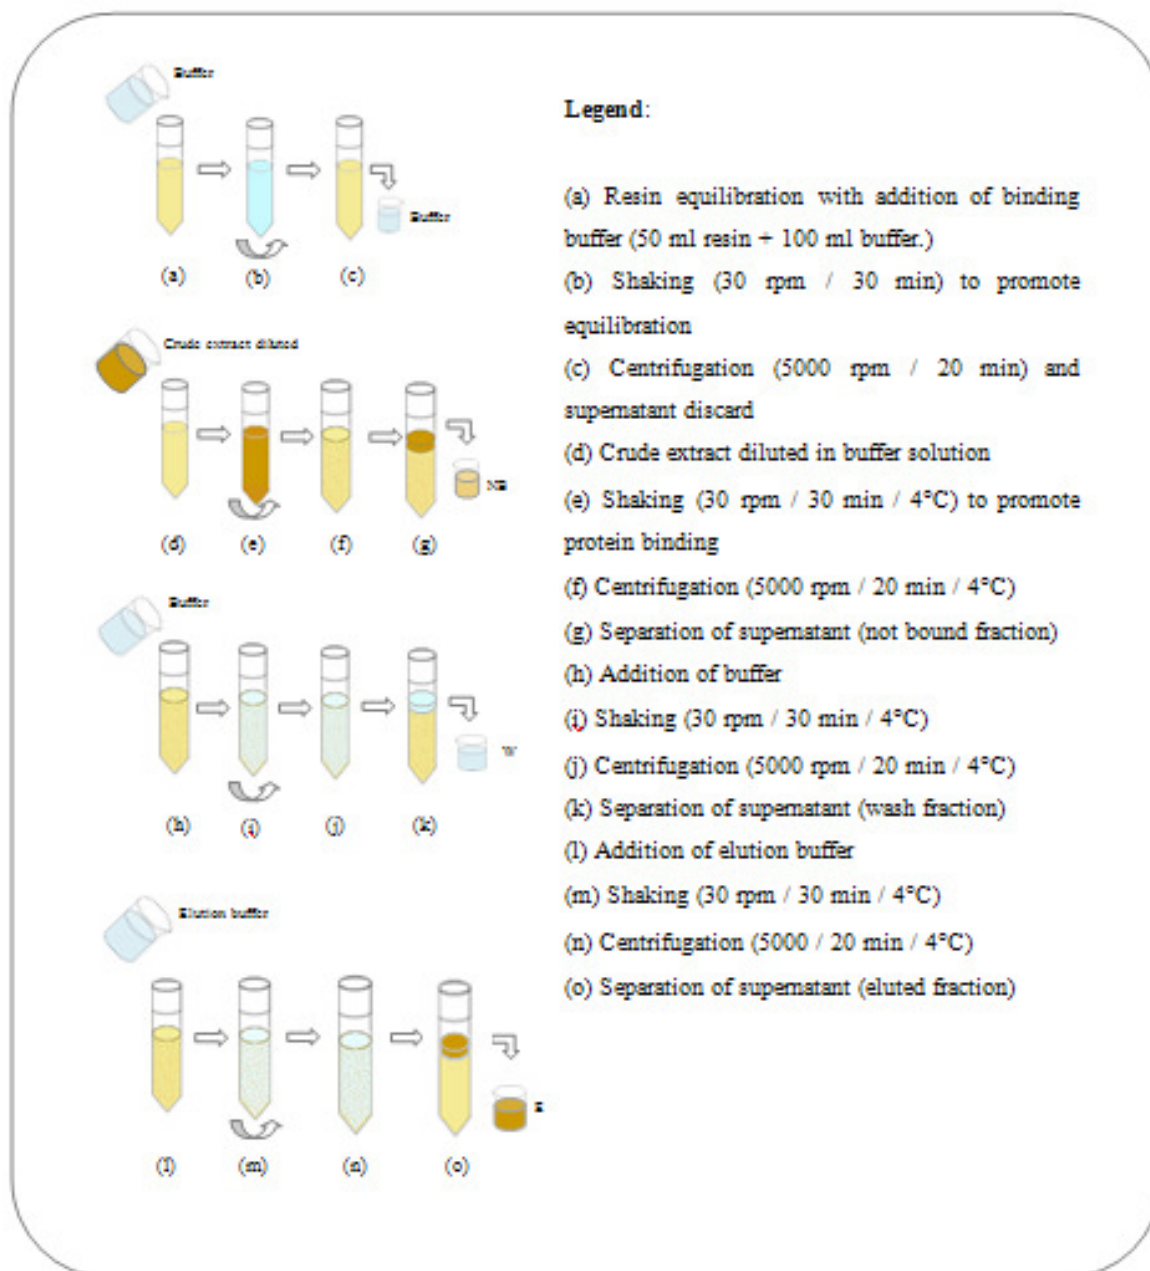 Buffer
Buffer
(a)
(b)
(c)
Crude extract diluted
NB
(d)
(e)
(f)
(g)
Buffer
W
(h)
(i)
(j)
(k)
Elution buffer
E
(l)
(m)
(n)
(o)
Legend:
(a) Resin equilibration with addition of binding
buffer (50 ml resin + 100 ml buffer.)
(b) Shaking (30 rpm / 30 min) to promote
equilibration
(c) Centrifugation (5000 rpm / 20 min) and
supernatant discard
(d) Crude extract diluted in buffer solution
(e) Shaking (30 rpm / 30 min / 4°C) to promote
protein binding
(f) Centrifugation (5000 rpm / 20 min / 4°C)
(g) Separation of supernatant (not bound fraction)
(h) Addition of buffer
(i) Shaking (30 rpm / 30 min / 4°C)
(j) Centrifugation (5000 rpm / 20 min / 4°C)
(k) Separation of supernatant (wash fraction)
(l) Addition of elution buffer
(m) Shaking (30 rpm / 30 min / 4°C)
(n) Centrifugation (5000 / 20 min / 4°C)
(o) Separation of supernatant (eluted fraction)